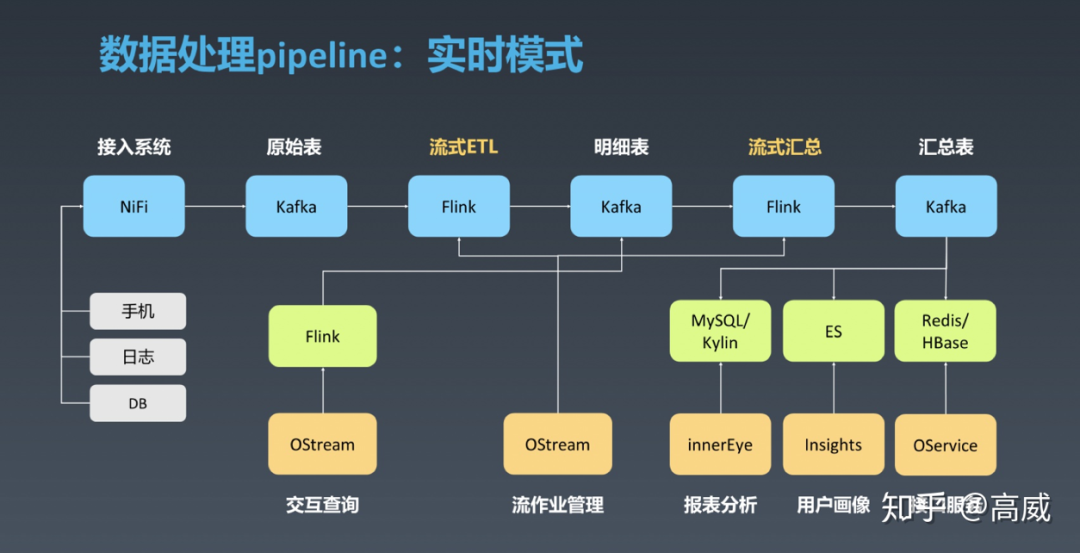 数据处理pipeline：实时模式
接入系统
原始表
流式ETL
明细表
流式汇总
汇总表
NiFi
Kafka
Flink
Kafka
Flink
Kafka
手机
日志
DB
Flink
MySQL/
Kylin
ES
Redis/
HBase
OStream
OStream
innerEye
Insights
OService
交互查询
流作业管理
报表分析
用户画像
接口服务
知乎 @高威